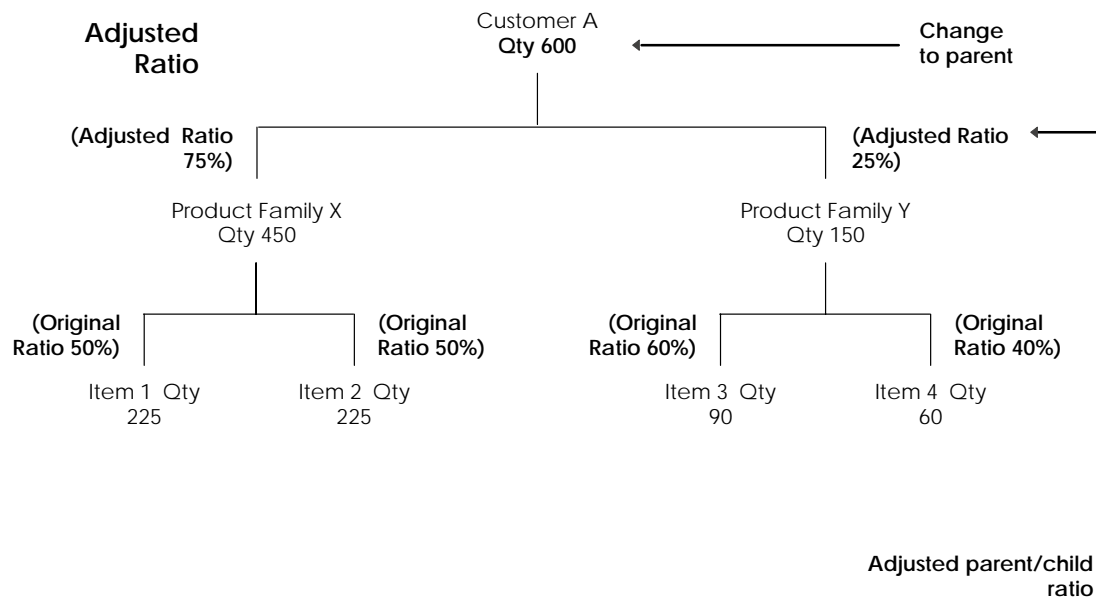 Adjusted
Ratio
Customer A
Qty 600
Change
to parent
(Adjusted Ratio
75%)
(Adjusted Ratio
25%)
Product Family X
Qty 450
Product Family Y
Qty 150
(Original
Ratio 50%)
(Original
Ratio 50%)
(Original
Ratio 60%)
(Original
Ratio 40%)
Item 1 Qty
225
Item 2 Qty
225
Item 3 Qty
90
Item 4 Qty
60
Adjusted parent/child
ratio